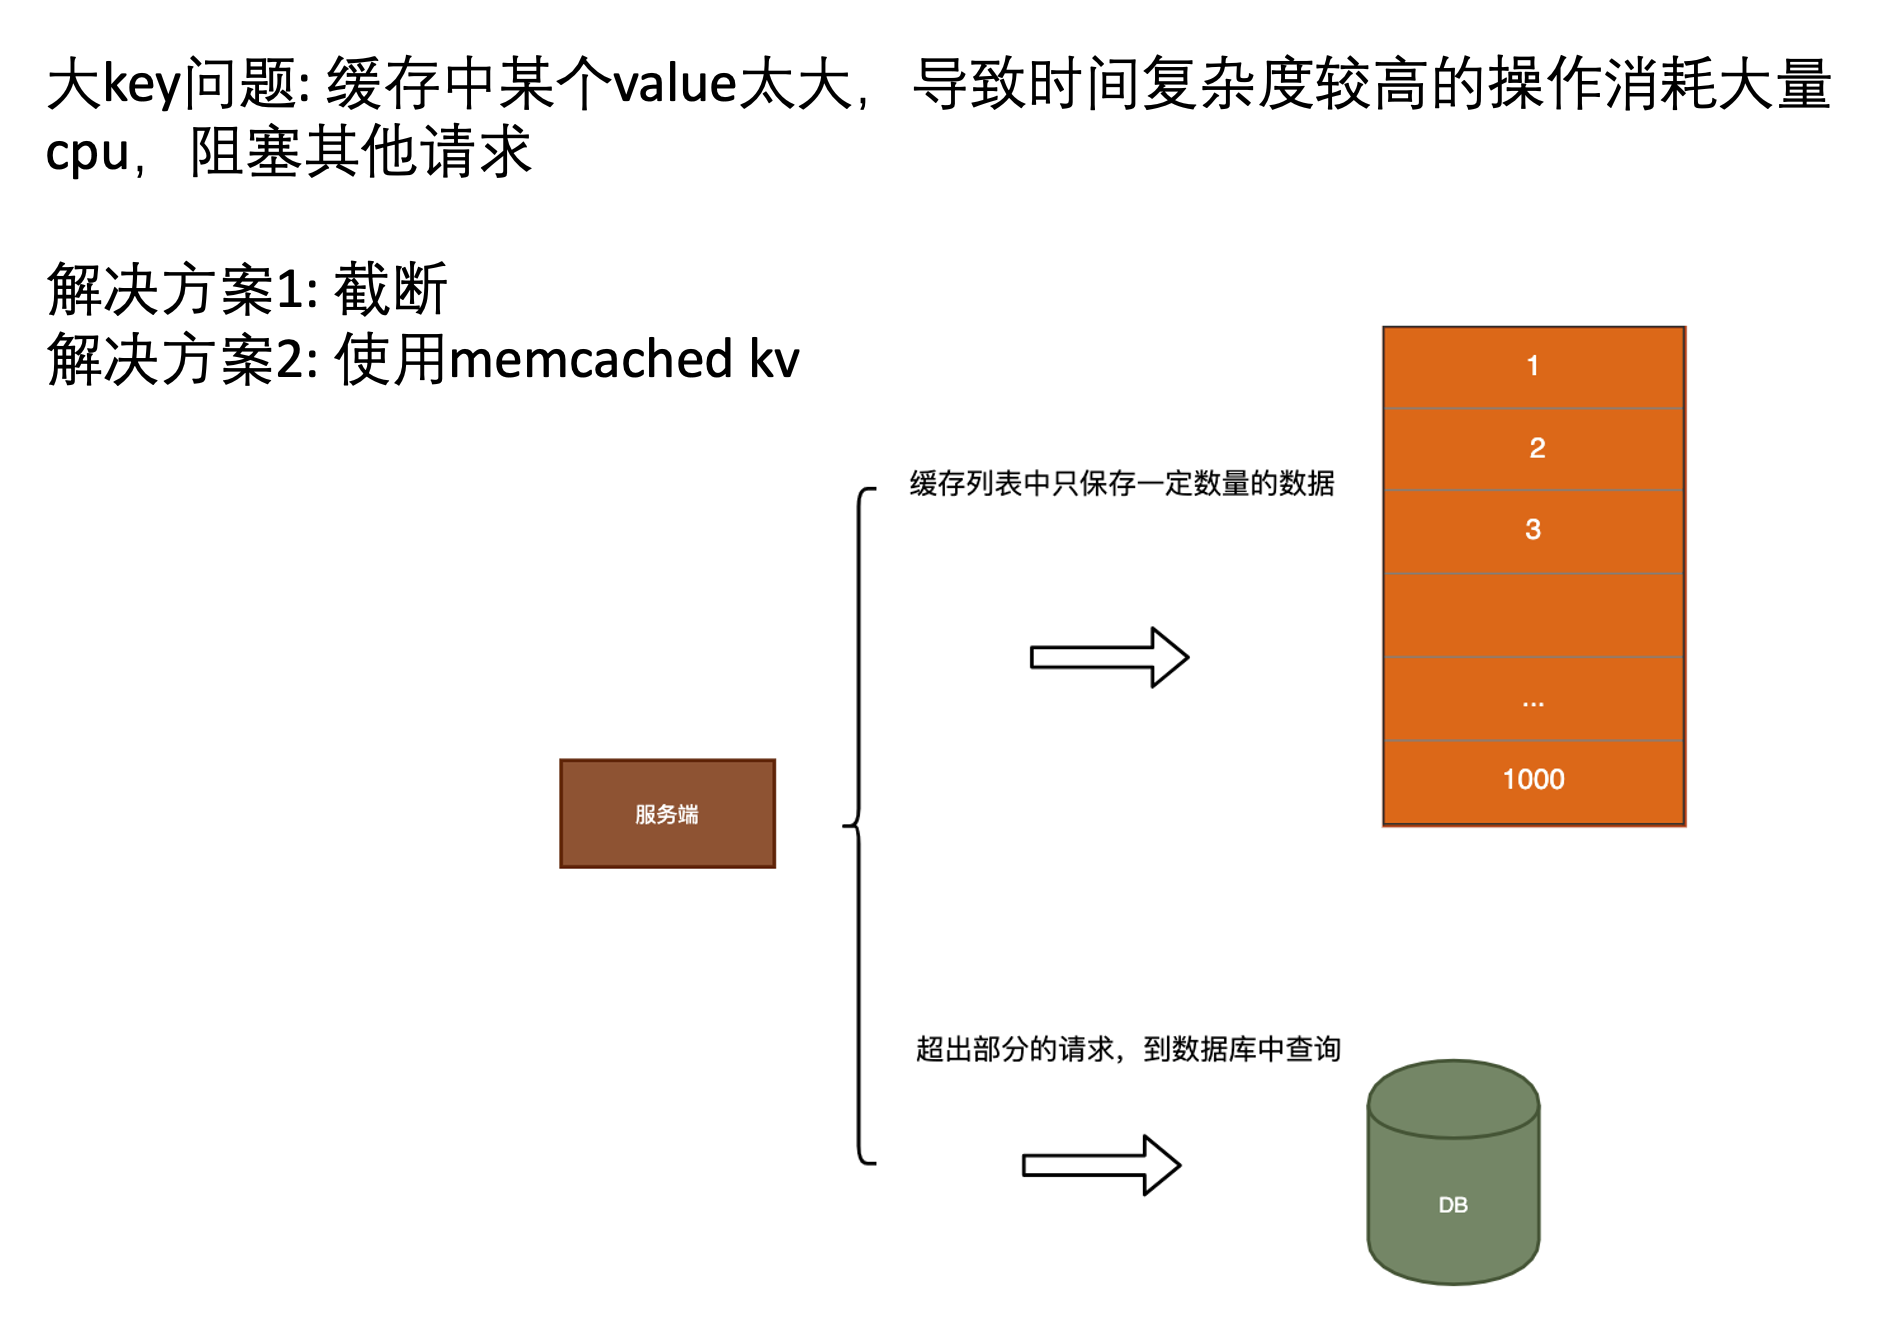 大key问题: 缓存中某个value太大，导致时间复杂度较高的操作消耗大量
cpu，阻塞其他请求
解决方案1: 截断
解决方案2: 使用memcached kv
1
2
缓存列表中只保存一定数量的数据
3
...
1000
服务端
超出部分的请求，到数据库中查询
DB